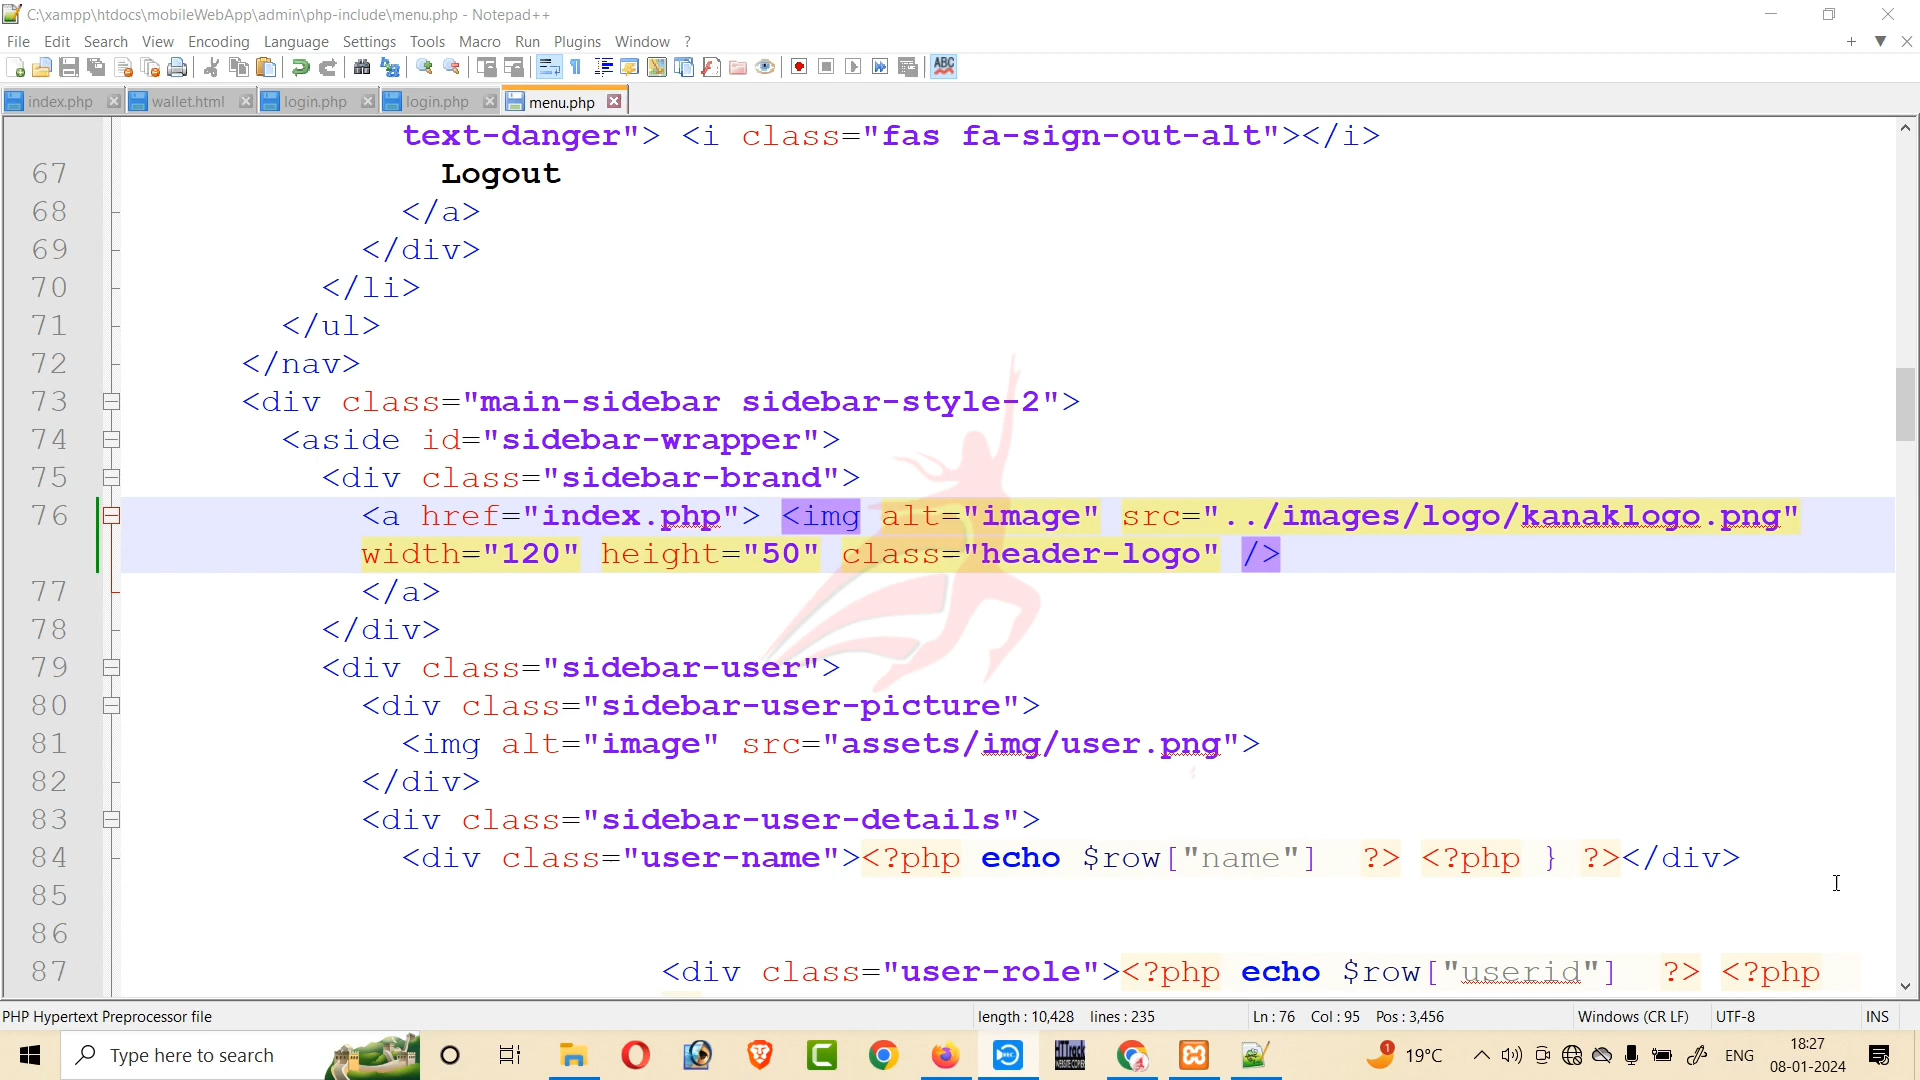 C:\xampp\htdocs\mobileWebApp\admin\php-include\menu.php - Notepad++
File Edit Search View Encoding Language Settings Tools Macro Run Plugins Window ?
index.php wallet.html login.php login.php menu.php
text-danger"> <i class="fas fa-sign-out-alt"></i>
67 Logout
68 </a>
69 </div>
70 </li>
71 </ul>
72 </nav>
73 <div class="main-sidebar sidebar-style-2">
74 <aside id="sidebar-wrapper">
75 <div class="sidebar-brand">
76 <a href="index.php"> <img alt="image" src="../images/logo/kanaklogo.png"
width="120" height="50" class="header-logo" />
77 </a>
78 </div>
79 <div class="sidebar-user">
80 <div class="sidebar-user-picture">
81 <img alt="image" src="assets/img/user.png">
82 </div>
83 <div class="sidebar-user-details">
84 <div class="user-name"><?php echo $row["name"] ?> <?php } ?></div>
85
86
87 <div class="user-role"><?php echo $row["userid"] ?> <?php
PHP Hypertext Preprocessor file length : 10,428 lines : 235 Ln : 76 Col : 95 Pos : 3,456 Windows (CR LF) UTF-8 INS
Type here to search 19°C ENG 18:27
08-01-2024